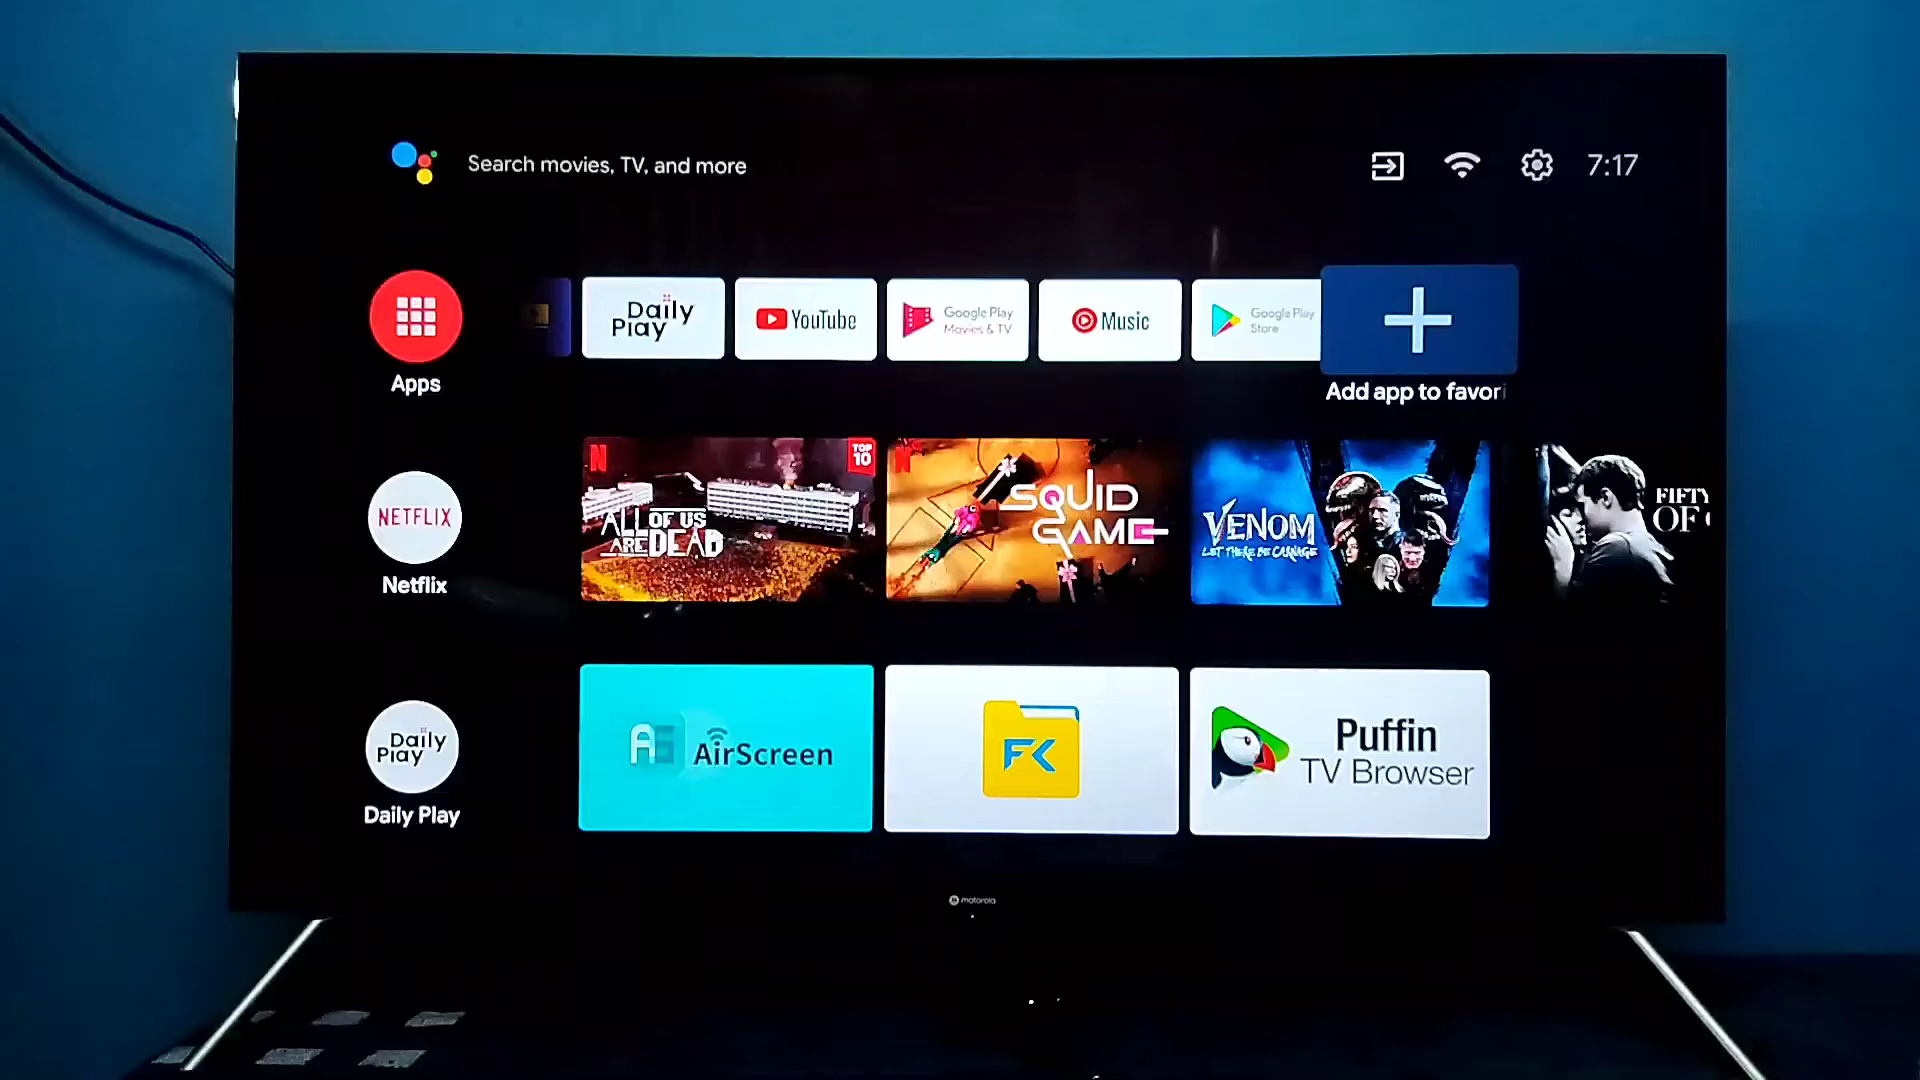 Search movies, TV, and more
7:17
Daily
Play
YouTube
Google Play
Movies & TV
Music
Google Play
Store
Apps
Add app to favori
N
TOP
10
ALL OF US
ARE DEAD
N
SQUID
GAME
VENOM
LET THERE BE CARNAGE
FIFTY
OF
NETFLIX
Netflix
AirScreen
FX
Puffin
TV Browser
Daily
Play
Daily Play
motorola